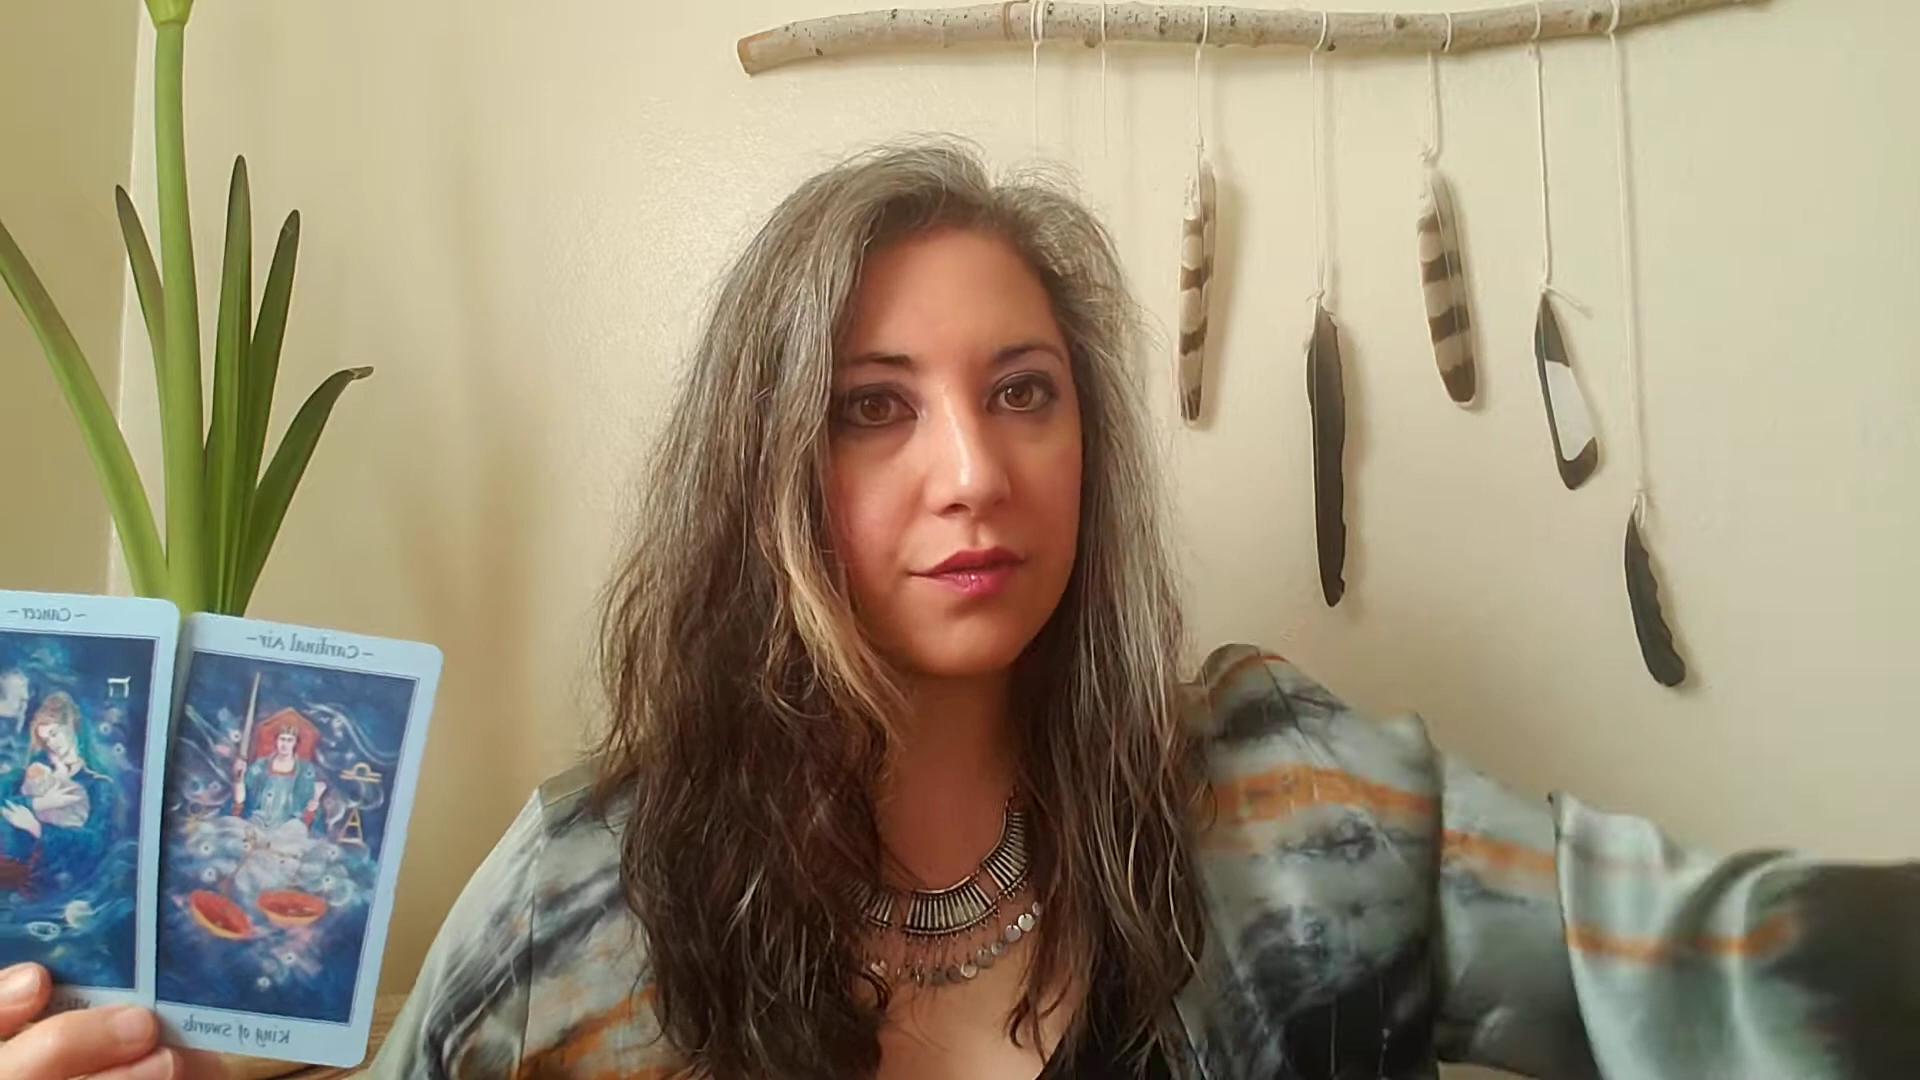 ~ Cancer ~
~ Cardinal Air ~
ח
♎
King of Swords